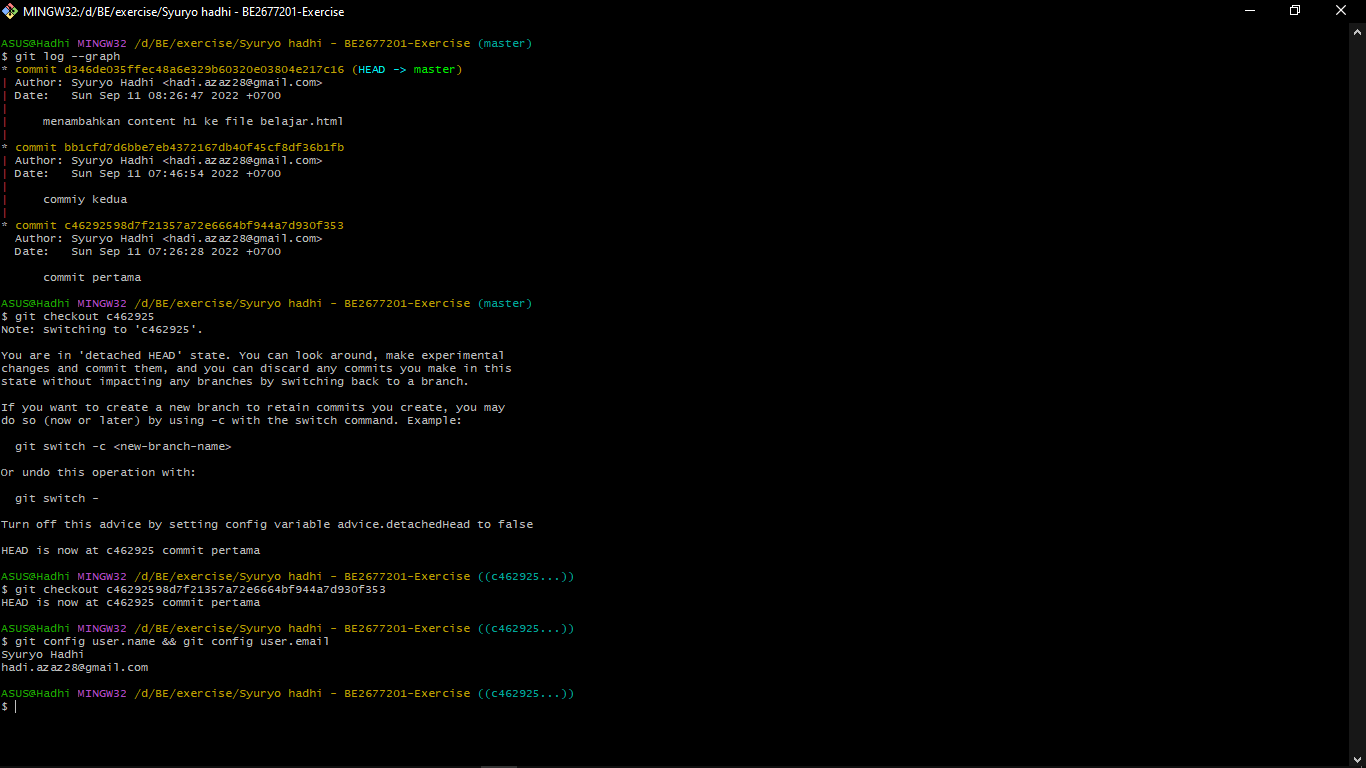 MINGW32:/d/BE/exercise/Syuryo hadhi - BE2677201-Exercise
ASUS@Hadhi MINGW32 /d/BE/exercise/Syuryo hadhi - BE2677201-Exercise (master)
$ git log --graph
* commit d346de035ffec48a6e329b60320e03804e217c16 (HEAD -> master)
| Author: Syuryo Hadhi <hadi.azaz28@gmail.com>
| Date:   Sun Sep 11 08:26:47 2022 +0700
|
|     menambahkan content h1 ke file belajar.html
|
* commit bb1cfd7d6bbe7eb4372167db40f45cf8df36b1fb
| Author: Syuryo Hadhi <hadi.azaz28@gmail.com>
| Date:   Sun Sep 11 07:46:54 2022 +0700
|
|     commiy kedua
|
* commit c46292598d7f21357a72e6664bf944a7d930f353
  Author: Syuryo Hadhi <hadi.azaz28@gmail.com>
  Date:   Sun Sep 11 07:26:28 2022 +0700
      commit pertama
ASUS@Hadhi MINGW32 /d/BE/exercise/Syuryo hadhi - BE2677201-Exercise (master)
$ git checkout c462925
Note: switching to 'c462925'.
You are in 'detached HEAD' state. You can look around, make experimental
changes and commit them, and you can discard any commits you make in this
state without impacting any branches by switching back to a branch.
If you want to create a new branch to retain commits you create, you may
do so (now or later) by using -c with the switch command. Example:
  git switch -c <new-branch-name>
Or undo this operation with:
  git switch -
Turn off this advice by setting config variable advice.detachedHead to false
HEAD is now at c462925 commit pertama
ASUS@Hadhi MINGW32 /d/BE/exercise/Syuryo hadhi - BE2677201-Exercise ((c462925...))
$ git checkout c46292598d7f21357a72e6664bf944a7d930f353
HEAD is now at c462925 commit pertama
ASUS@Hadhi MINGW32 /d/BE/exercise/Syuryo hadhi - BE2677201-Exercise ((c462925...))
$ git config user.name && git config user.email
Syuryo Hadhi
hadi.azaz28@gmail.com
ASUS@Hadhi MINGW32 /d/BE/exercise/Syuryo hadhi - BE2677201-Exercise ((c462925...))
$